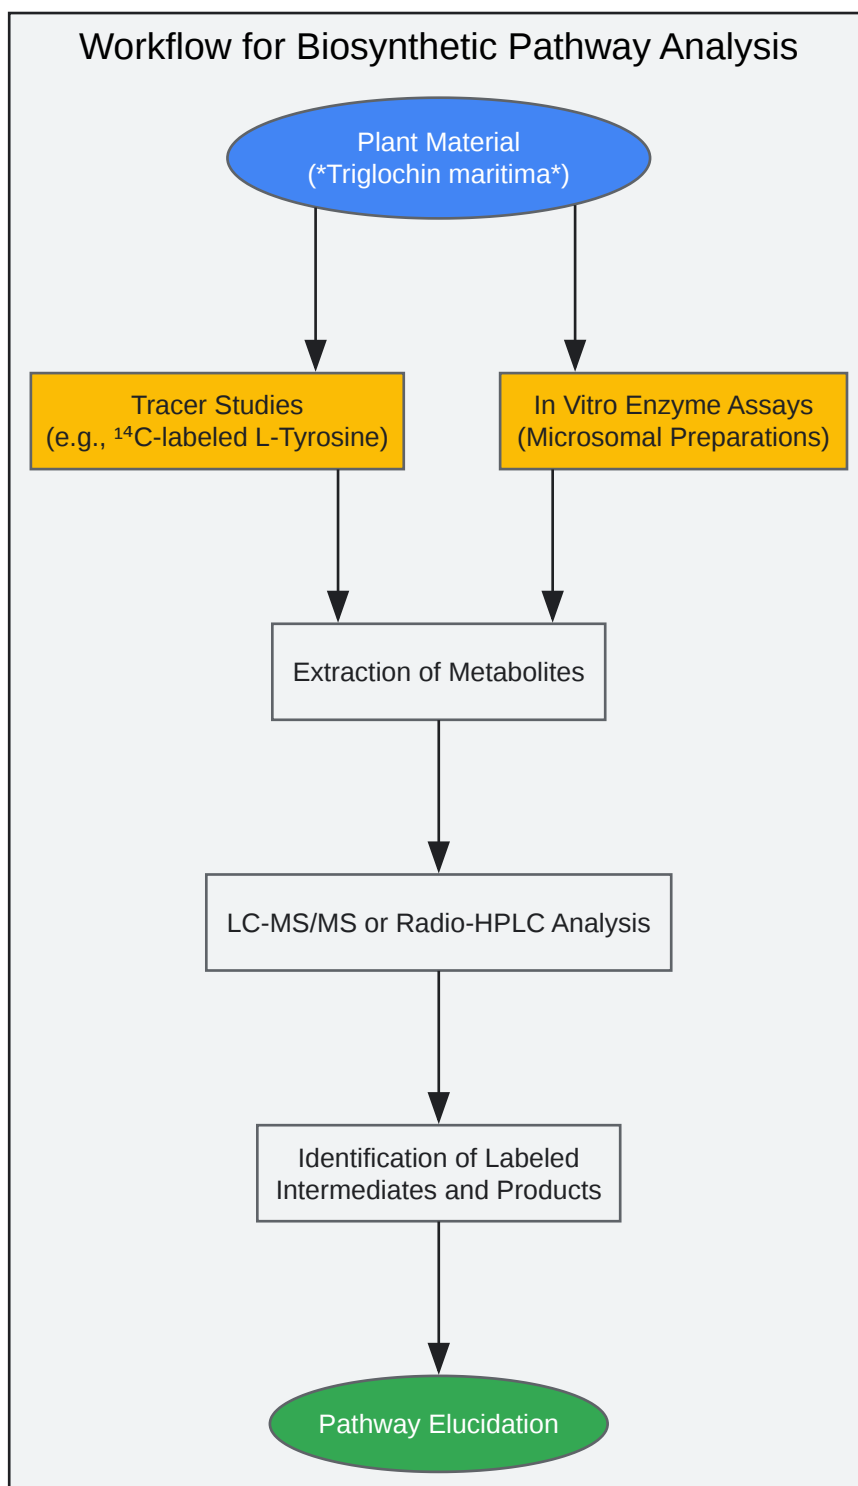 Workflow for Biosynthetic Pathway Analysis
Plant Material
(*Triglochin maritima*)
Tracer Studies
(e.g., ¹⁴C-labeled L-Tyrosine)
In Vitro Enzyme Assays
(Microsomal Preparations)
Extraction of Metabolites
LC-MS/MS or Radio-HPLC Analysis
Identification of Labeled
Intermediates and Products
Pathway Elucidation